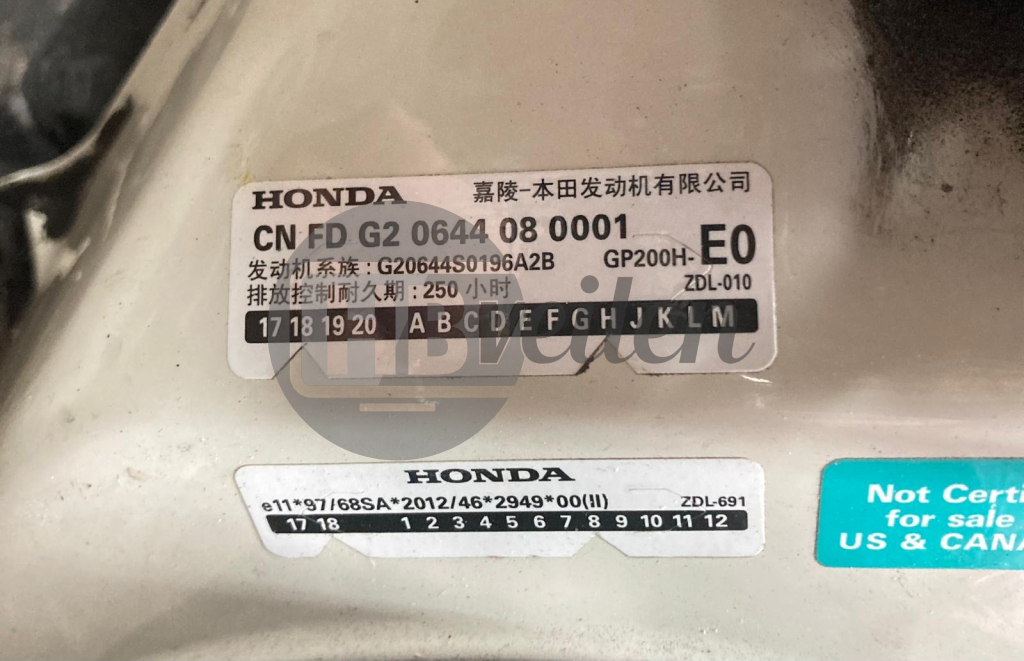 HONDA 嘉陵-本田发动机有限公司
CN FD G2 0644 08 0001
发动机系族：G20644S0196A2B GP200H- E0
排放控制耐久期：250 小时 ZDL-010
17 18 19 20 A B C D E F G H J K L M
HBveilen
HONDA
e11*97/68SA*2012/46*2949*00(II) ZDL-691
17 18 1 2 3 4 5 6 7 8 9 10 11 12
Not Certi
for sale
US & CANA